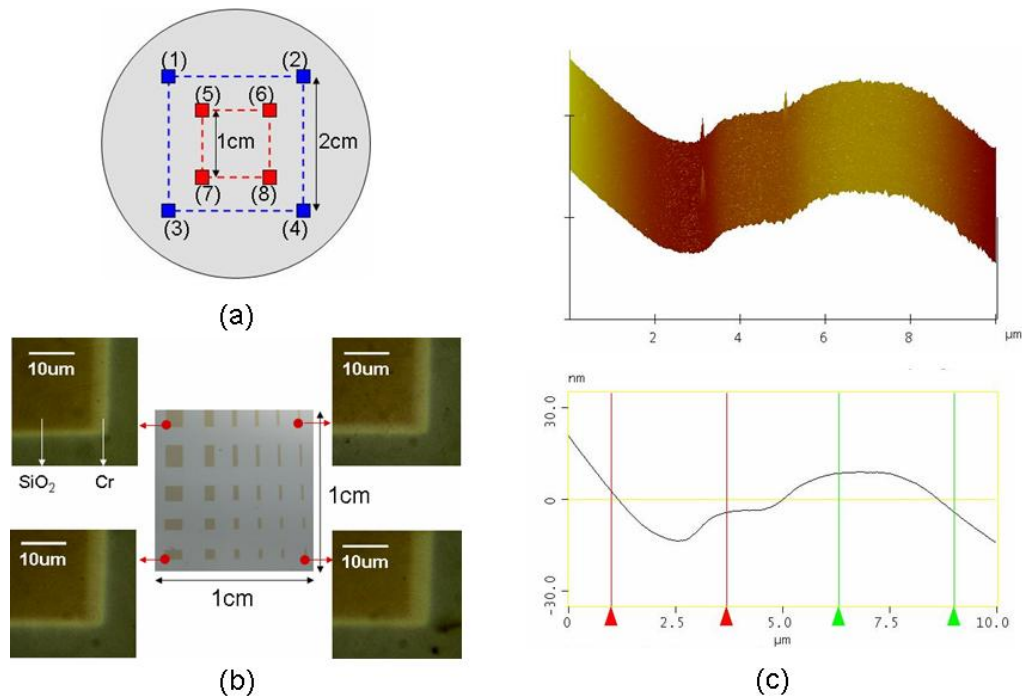 (1)
(2)
(5)
(6)
1cm
2cm
(7)
(8)
(3)
(4)
(a)
10um
10um
SiO2
Cr
1cm
10um
10um
1cm
(b)
2
4
6
8
µm
nm
30.0
0
-30.0
0
2.5
5.0
7.5
10.0
µm
(c)